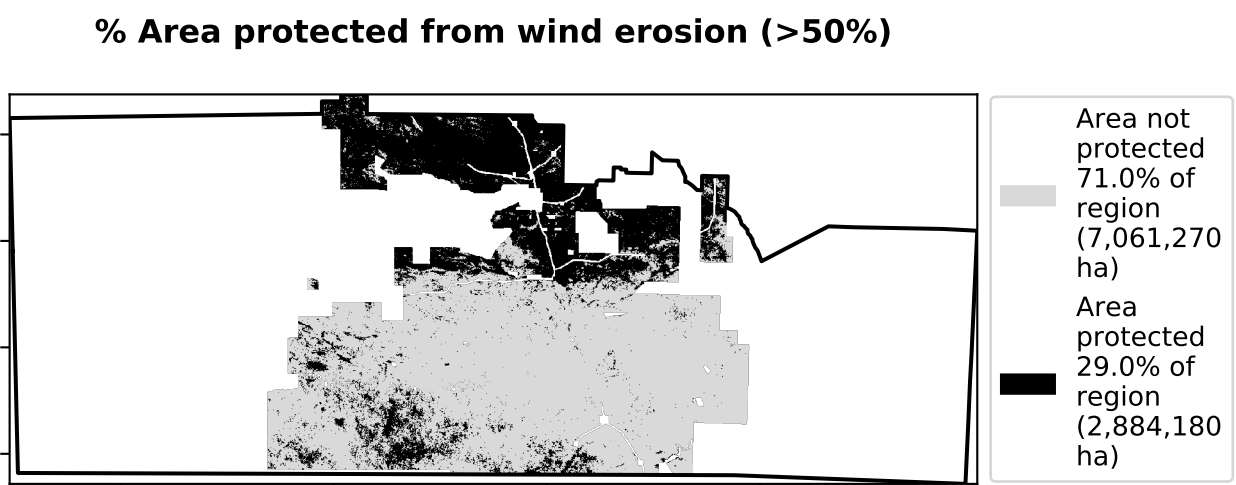 % Area protected from wind erosion (>50%)
Area not
protected
71.0% of
region
(7,061,270
ha)
Area
protected
29.0% of
region
(2,884,180
ha)